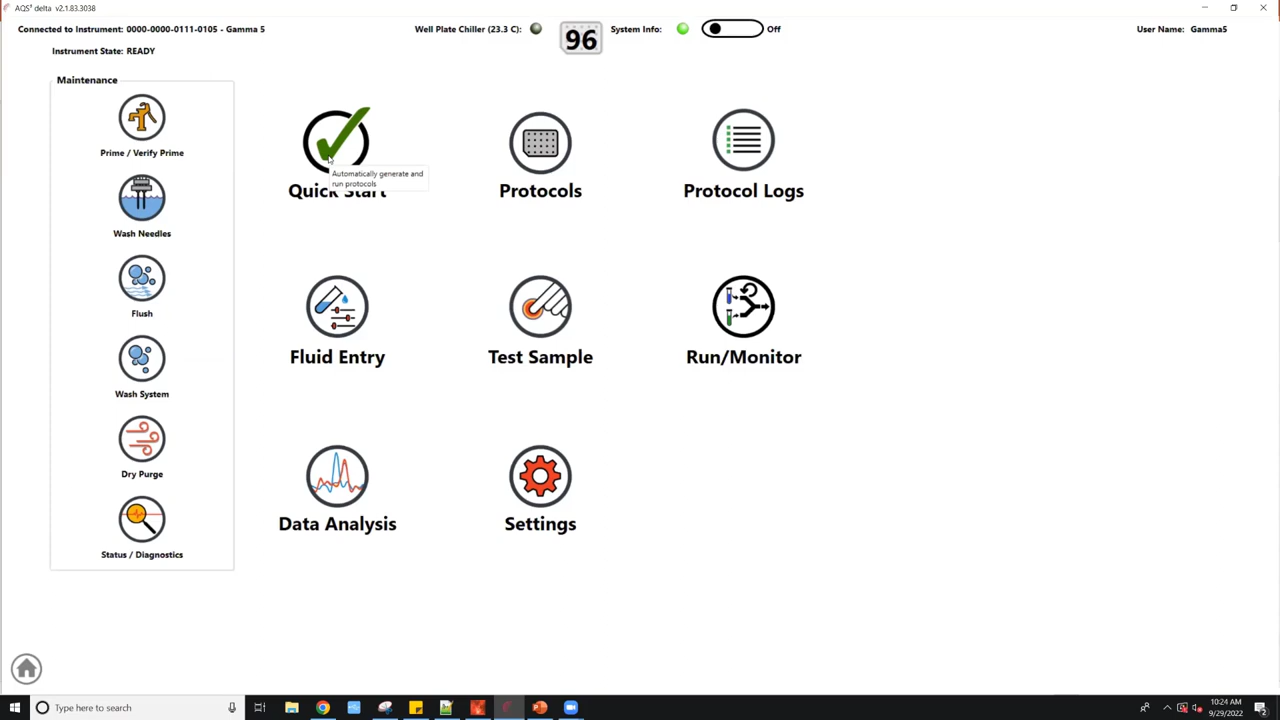 AQS³ delta v2.1.83.3038
Connected to Instrument: 0000-0000-0111-0105 - Gamma 5
Well Plate Chiller (23.3 C):
96
System Info:
Off
User Name: Gamma5
Instrument State: READY
Maintenance
Prime / Verify Prime
Wash Needles
Flush
Wash System
Dry Purge
Status / Diagnostics
Quick Start
Automatically generate and
run protocols
Protocols
Protocol Logs
Fluid Entry
Test Sample
Run/Monitor
Data Analysis
Settings
Type here to search
10:24 AM
9/29/2022
2